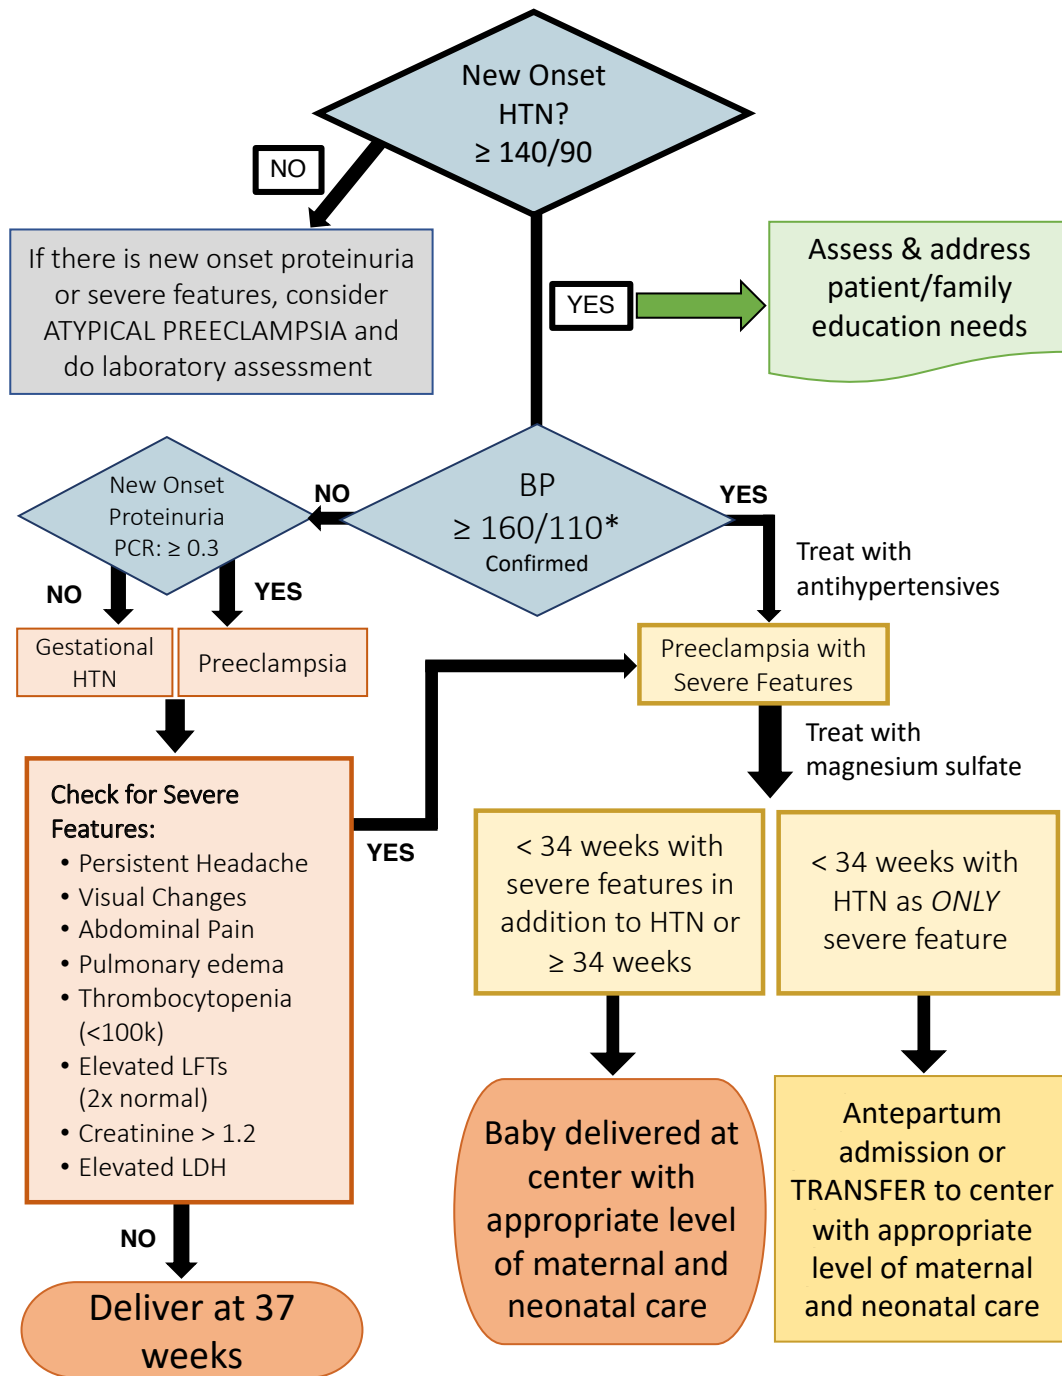 New Onset
HTN?
≥ 140/90
NO
If there is new onset proteinuria
or severe features, consider
ATYPICAL PREECLAMPSIA and
do laboratory assessment
YES
Assess & address
patient/family
education needs
BP
≥ 160/110*
Confirmed
NO
YES
New Onset
Proteinuria
PCR: ≥ 0.3
NO
YES
Gestational
HTN
Preeclampsia
Treat with
antihypertensives
Preeclampsia with
Severe Features
Treat with
magnesium sulfate
Check for Severe
Features:
• Persistent Headache
• Visual Changes
• Abdominal Pain
• Pulmonary edema
• Thrombocytopenia
(<100k)
• Elevated LFTs
(2x normal)
• Creatinine > 1.2
• Elevated LDH
YES
NO
Deliver at 37
weeks
< 34 weeks with
severe features in
addition to HTN or
≥ 34 weeks
< 34 weeks with
HTN as ONLY
severe feature
Baby delivered at
center with
appropriate level
of maternal and
neonatal care
Antepartum
admission or
TRANSFER to center
with appropriate
level of maternal
and neonatal care